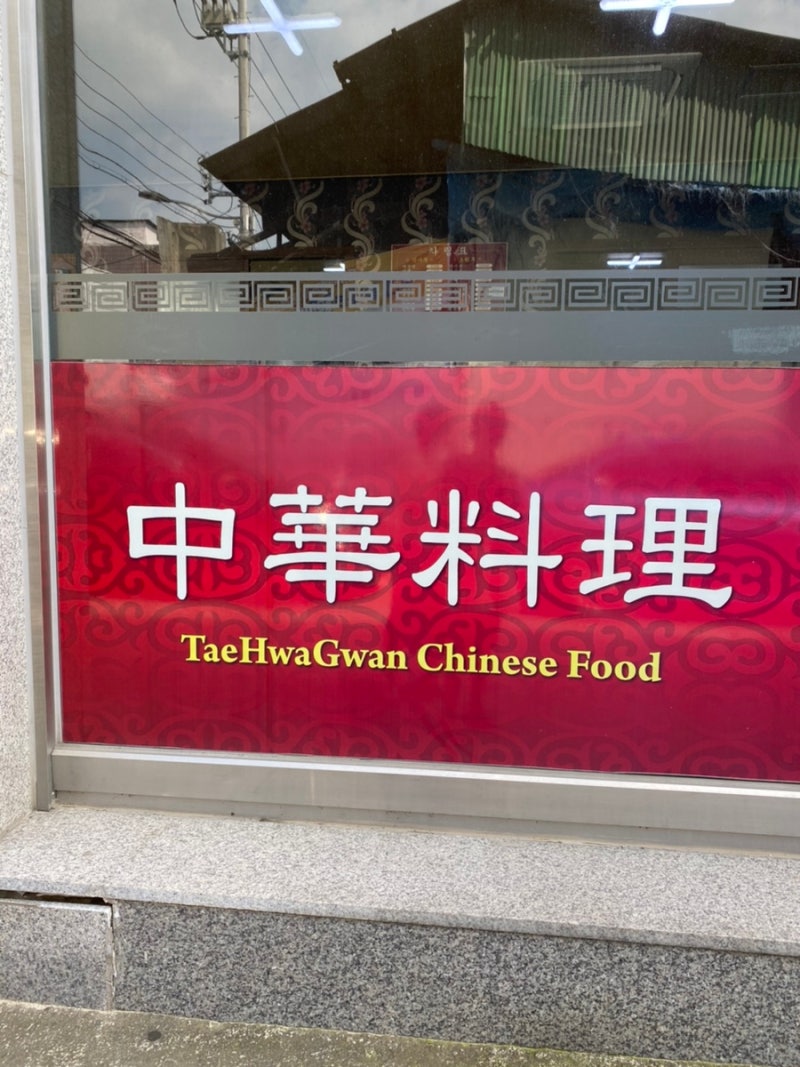 中華料理
TaeHwaGwan Chinese Food